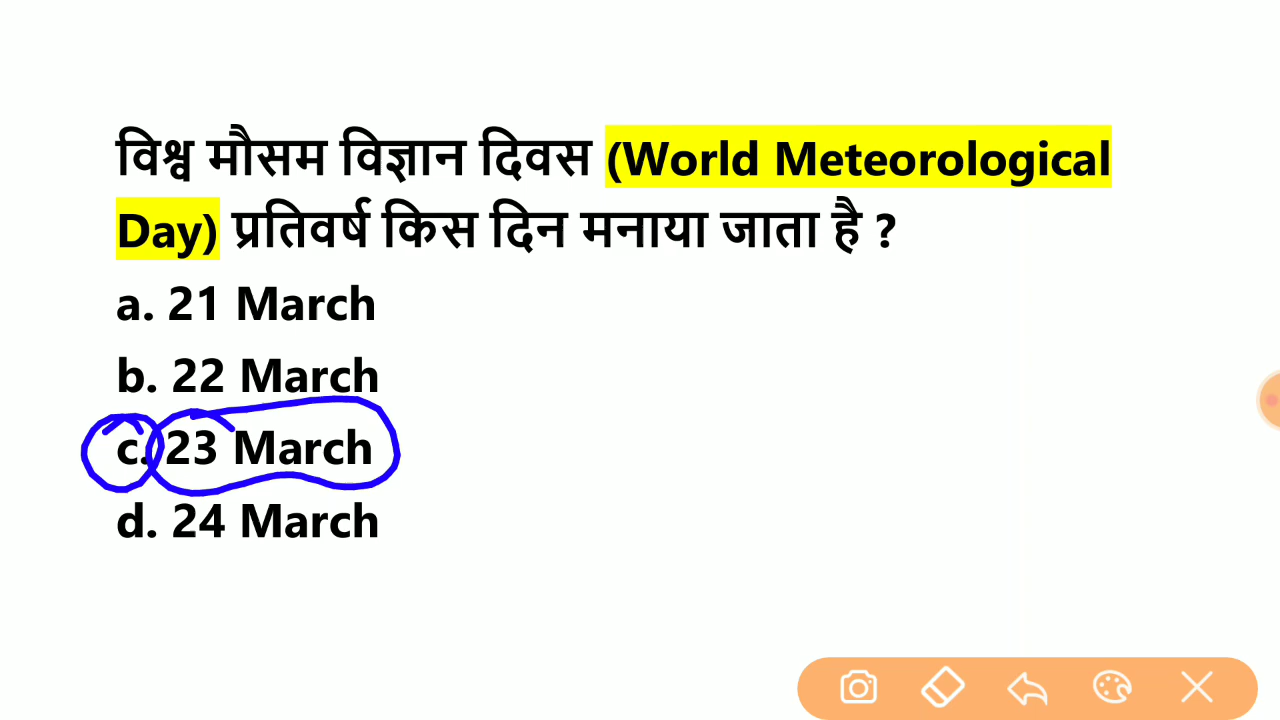 विश्व मौसम विज्ञान दिवस (World Meteorological
Day) प्रतिवर्ष किस दिन मनाया जाता है ?
a. 21 March
b. 22 March
c. 23 March
d. 24 March